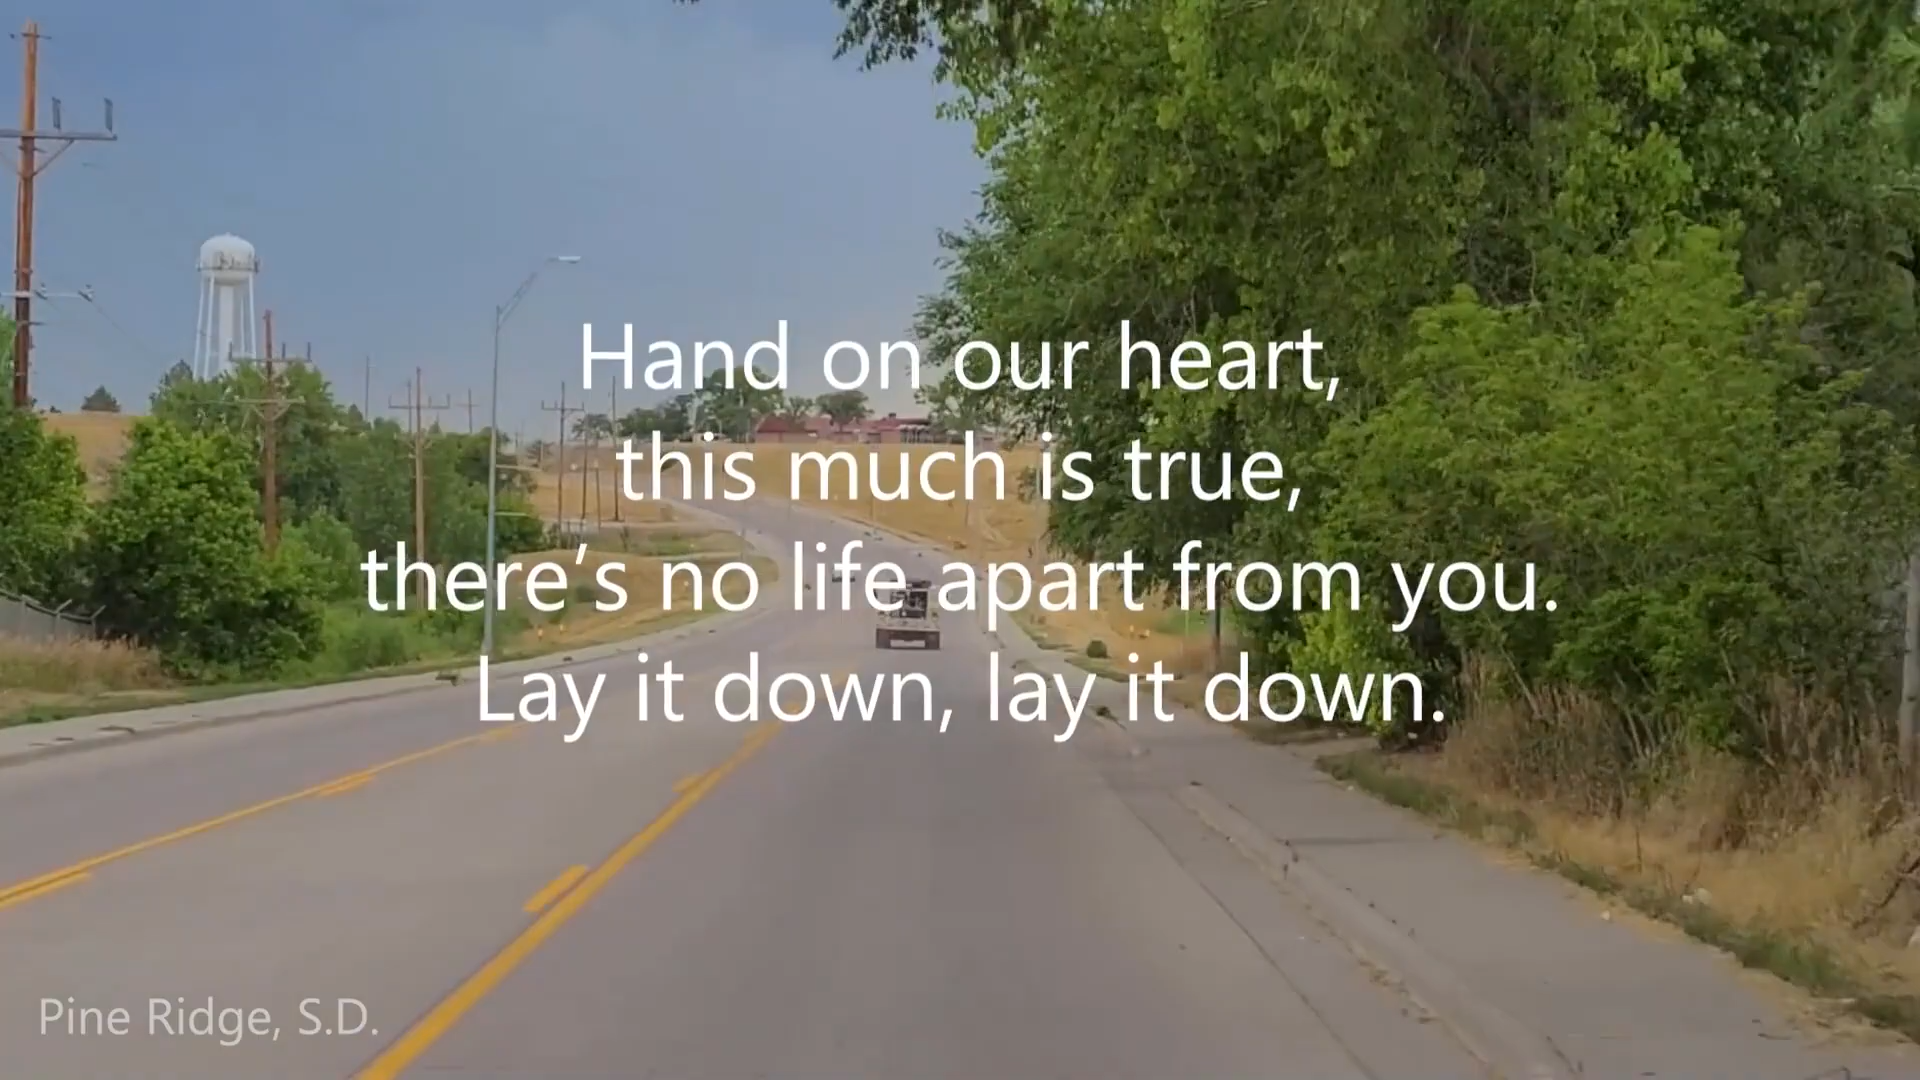 Hand on our heart,
this much is true,
there’s no life apart from you.
Lay it down, lay it down.
Pine Ridge, S.D.